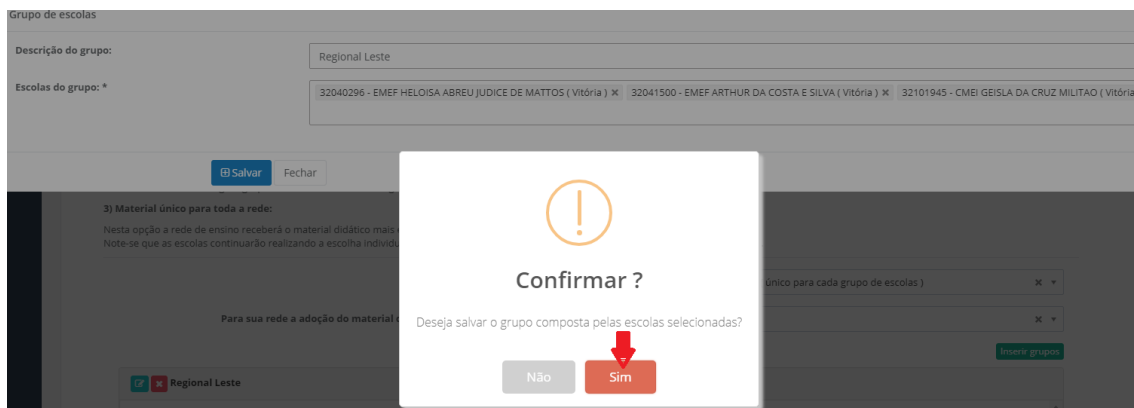 Grupo de escolas
Descrição do grupo:
Regional Leste
Escolas do grupo: *
32040296 - EMEF HELOISA ABREU JUDICE DE MATTOS ( Vitória ) ✖ 32041500 - EMEF ARTHUR DA COSTA E SILVA ( Vitória ) ✖ 32101945 - CMEI GEISLA DA CRUZ MILITAO ( Vitória
Salvar Fechar
3) Material único para toda a rede:
Nesta opção a rede de ensino receberá o material didático mais
Note-se que as escolas continuarão realizando a escolha
Confirmar ?
único para cada grupo de escolas )
Deseja salvar o grupo composta pelas escolas selecionadas?
Para sua rede a adoção do material
Inserir grupos
Não Sim
Regional Leste